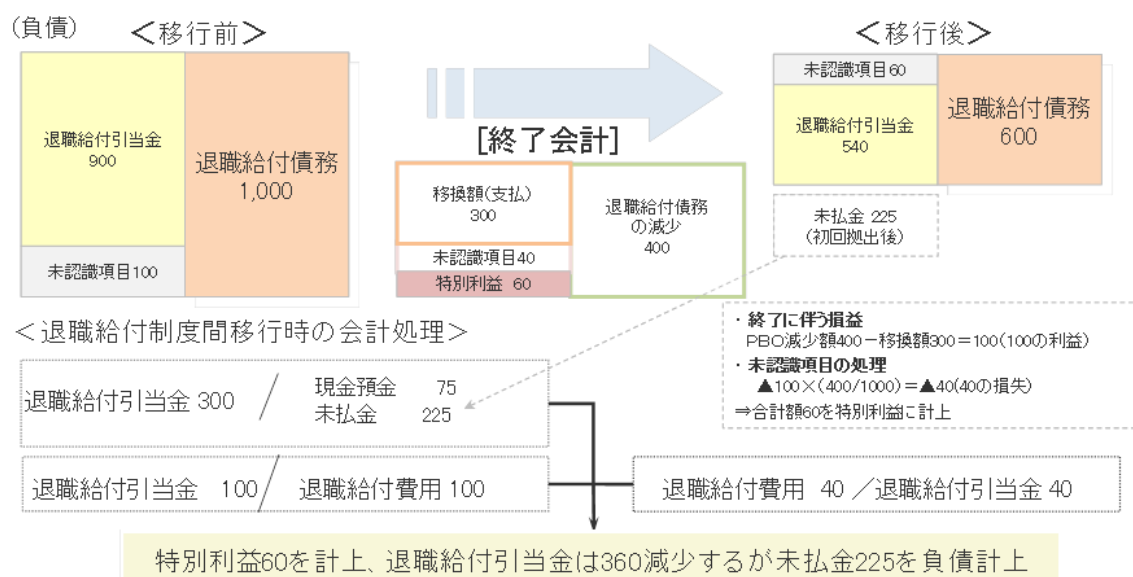 (負債)
＜移行前＞
退職給付引当金
900
退職給付債務
1,000
未認識項目100
[終了会計]
移換額(支払)
300
未認識項目40
特別利益 60
退職給付債務
の減少
400
＜移行後＞
未認識項目60
退職給付引当金
540
退職給付債務
600
未払金 225
(初回拠出後)
・終了に伴う損益
PBO減少額400－移換額300＝100(100の利益)
・未認識項目の処理
▲100×(400/1000)＝▲40(40の損失)
⇒合計額60を特別利益に計上
＜退職給付制度間移行時の会計処理＞
退職給付引当金 300 / 現金預金 75
未払金 225
退職給付引当金 100 / 退職給付費用 100
退職給付費用 40 ／退職給付引当金 40
特別利益60を計上、退職給付引当金は360減少するが未払金225を負債計上